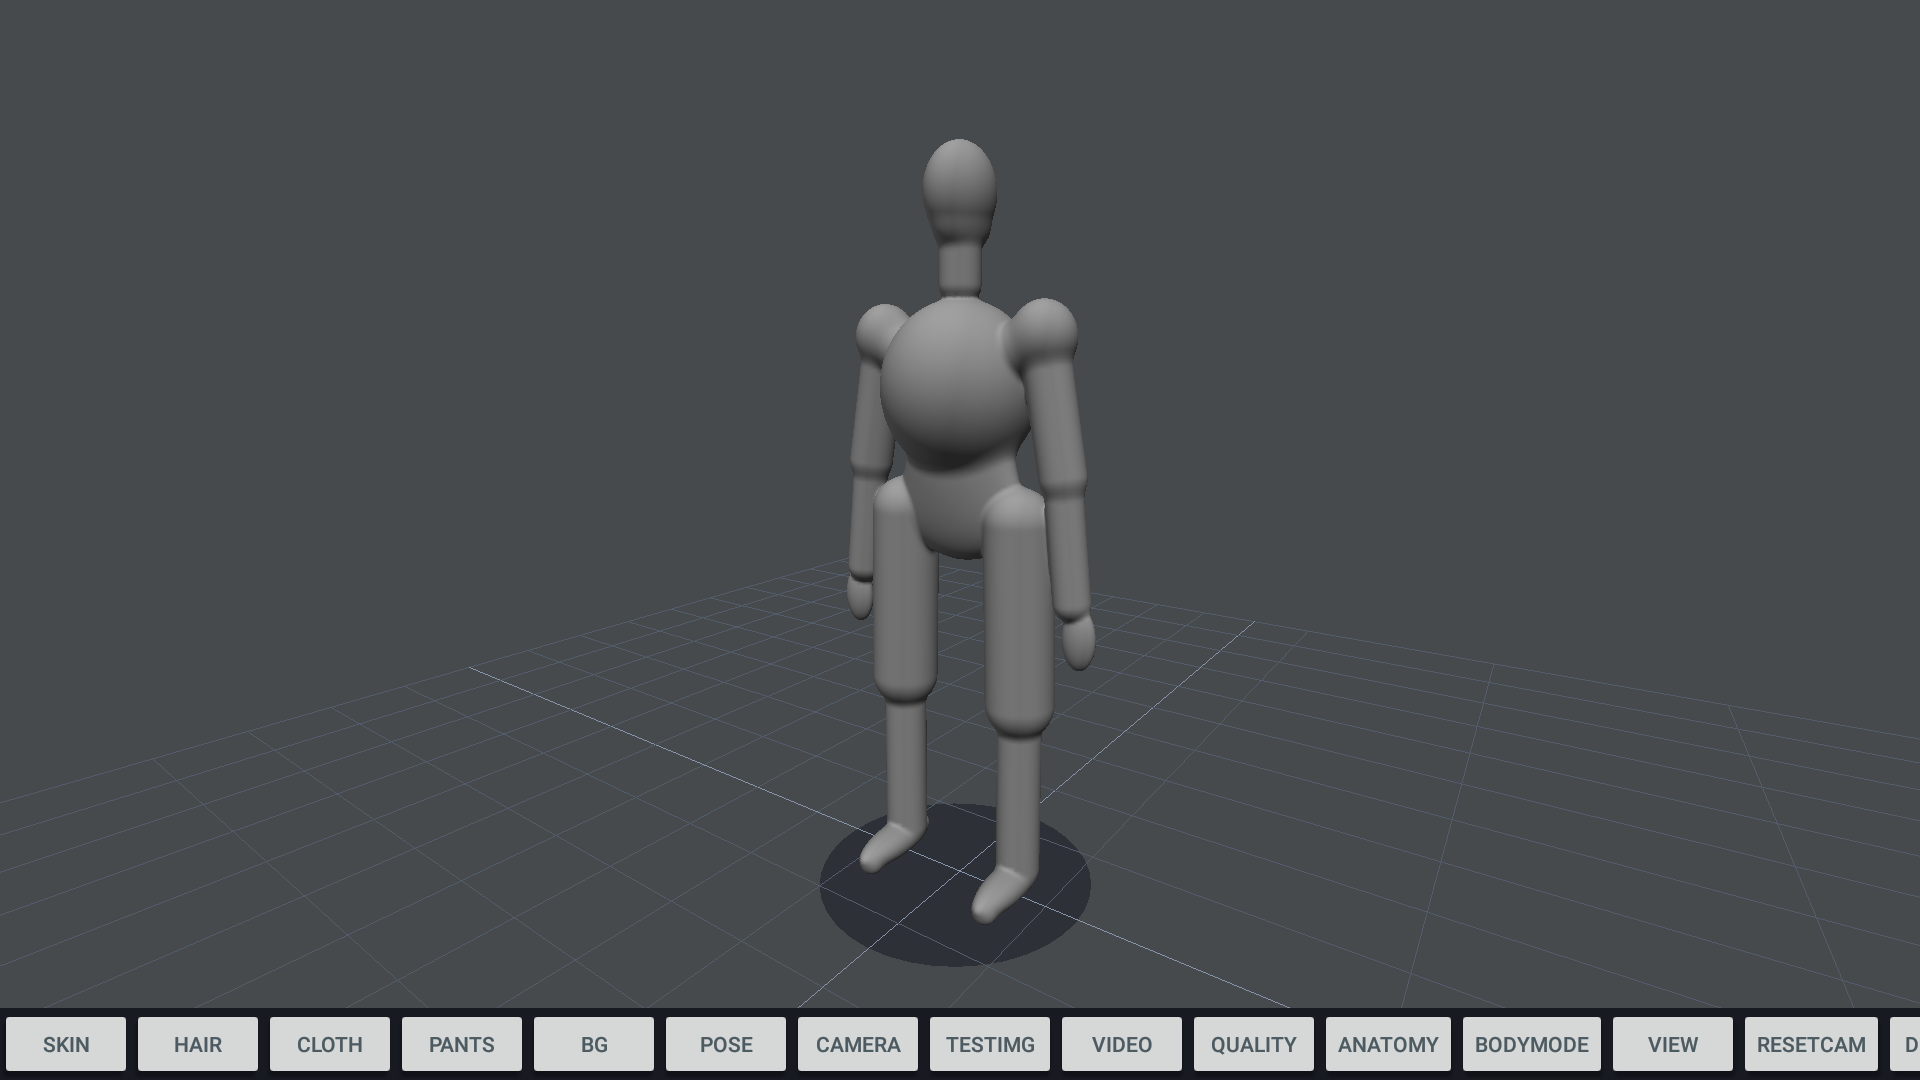 SKIN
HAIR
CLOTH
PANTS
BG
POSE
CAMERA
TESTIMG
VIDEO
QUALITY
ANATOMY
BODYMODE
VIEW
RESETCAM
D